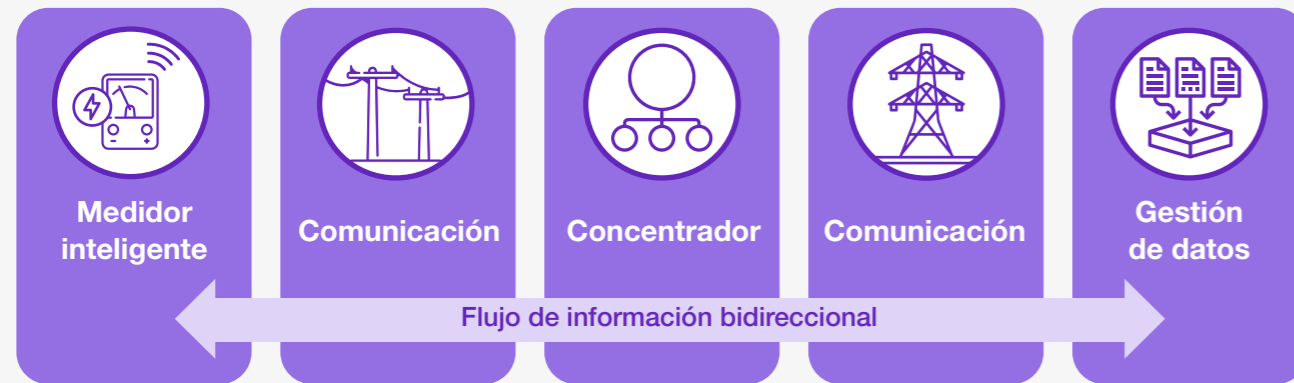 Medidor
inteligente
Comunicación
Concentrador
Comunicación
Gestión
de datos
Flujo de información bidireccional